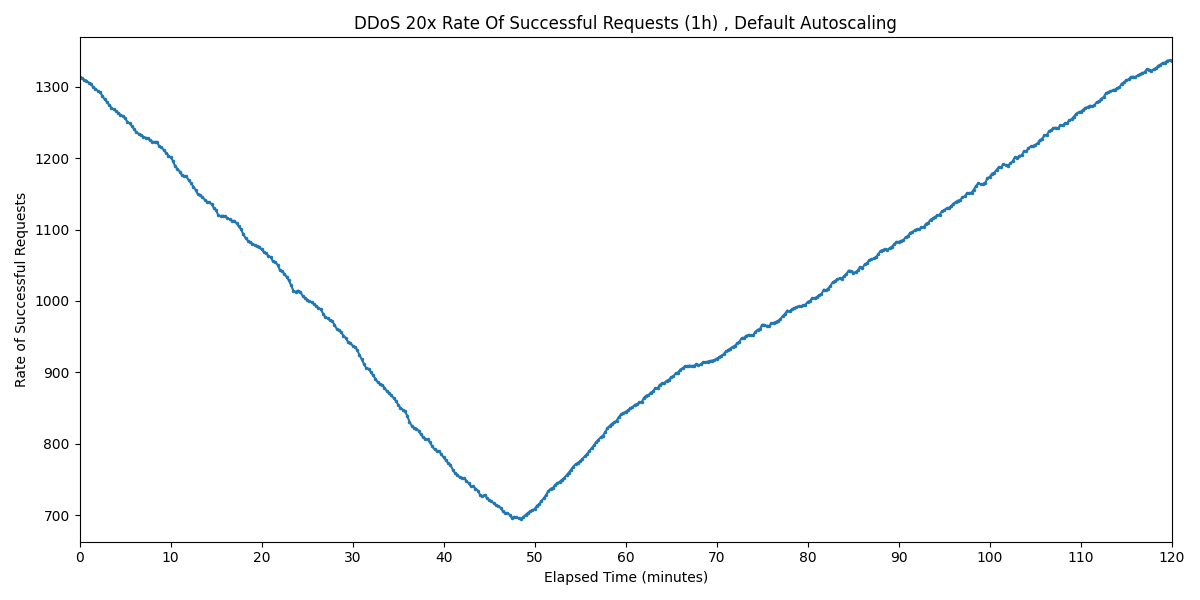 DDoS 20x Rate Of Successful Requests (1h) , Default Autoscaling
Rate of Successful Requests
1300
1200
1100
1000
900
800
700
0 10 20 30 40 50 60 70 80 90 100 110 120
Elapsed Time (minutes)